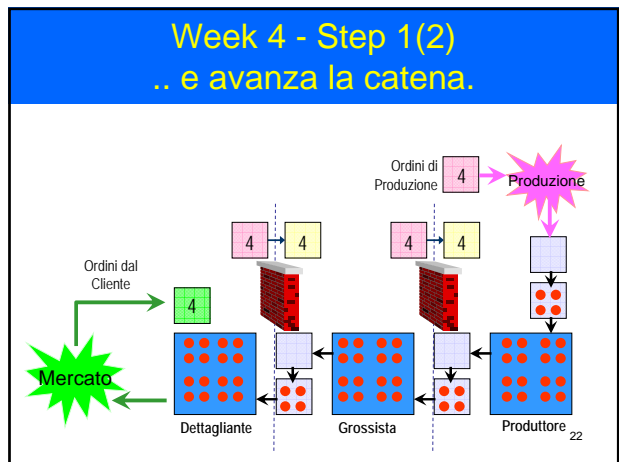 Week 4 - Step 1(2)
.. e avanza la catena.
Ordini di
Produzione
4
Produzione
4
4
4
4
Ordini dal
Cliente
4
Mercato
Dettagliante
Grossista
Produttore
22